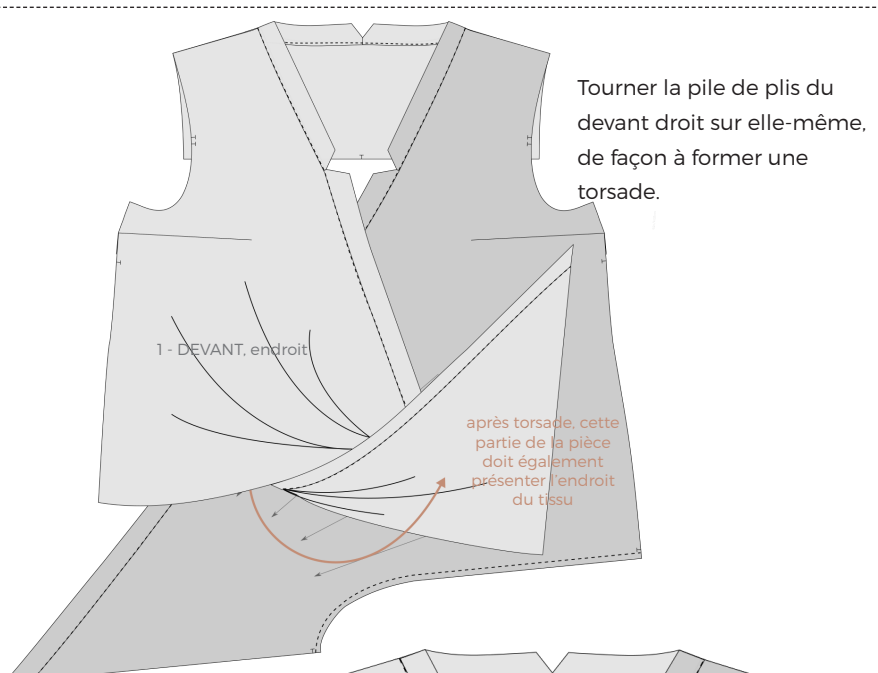 Tourner la pile de plis du
devant droit sur elle-même,
de façon à former une
torsade.
1 - DEVANT, endroit
après torsade, cette
partie de la pièce
doit également
présenter l'endroit
du tissu